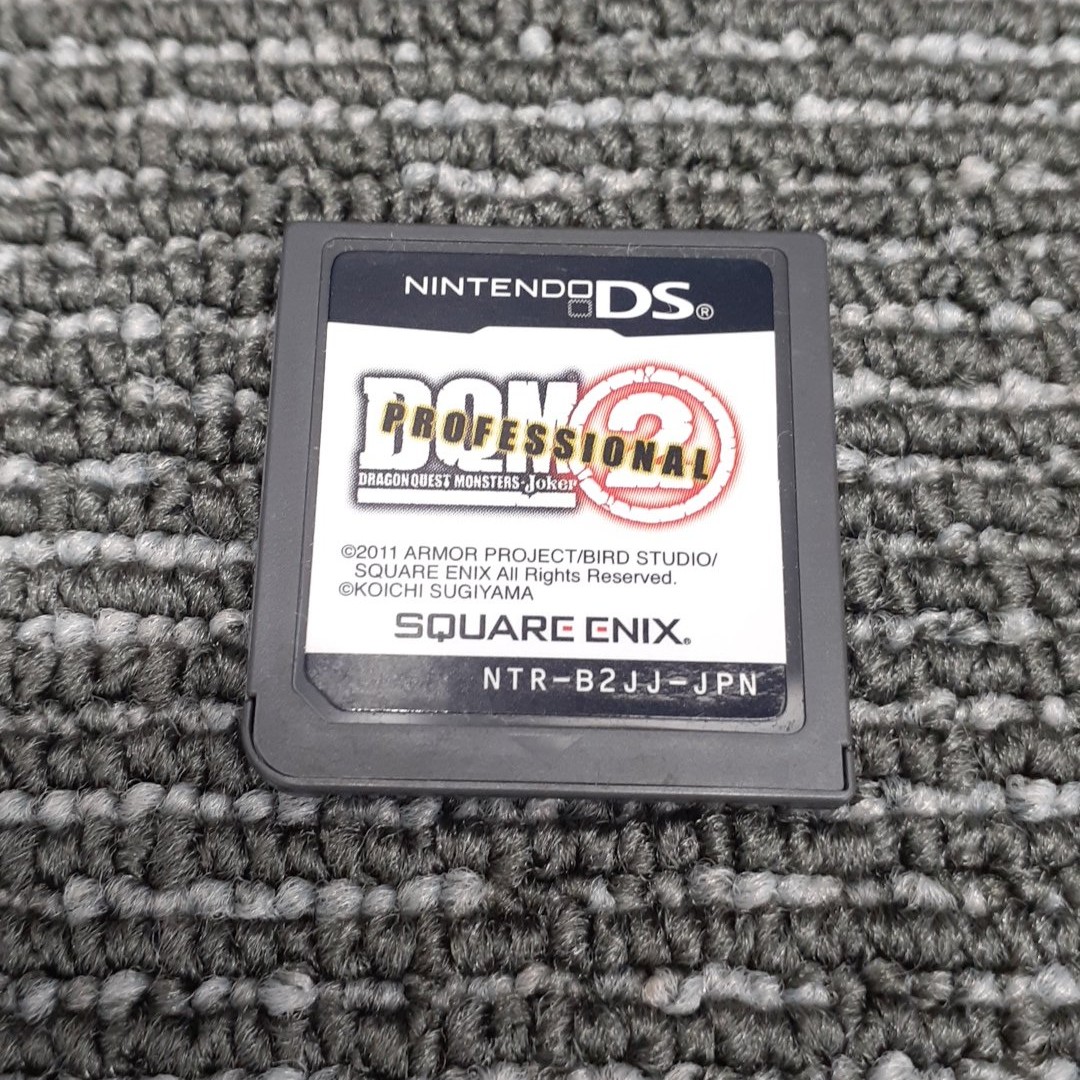 NINTENDO DS®
DQM 2
PROFESSIONAL
DRAGON QUEST MONSTERS-Joker
©2011 ARMOR PROJECT/BIRD STUDIO/
SQUARE ENIX All Rights Reserved.
©KOICHI SUGIYAMA
SQUARE ENIX®
NTR-B2JJ-JPN